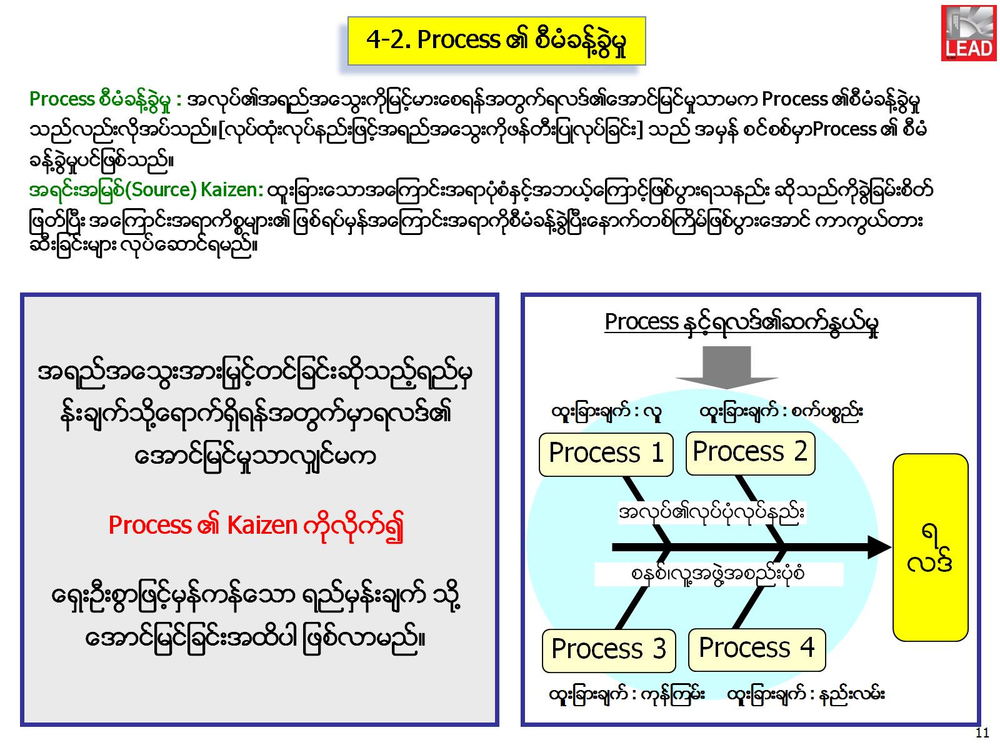 4-2. Process ၏ စီမံခန့်ခွဲမှု
LEAD
Process စီမံခန့်ခွဲမှု : အလုပ်၏အရည်အသွေးကိုမြင့်မားစေရန်အတွက်ရလဒ်၏အောင်မြင်မှုသာမက Process ၏စီမံခန့်ခွဲမှု
သည်လည်းလိုအပ်သည်။[လုပ်ထုံးလုပ်နည်းဖြင့်အရည်အသွေးကိုဖန်တီးပြုလုပ်ခြင်း] သည် အမှန် စင်စစ်မှာProcess ၏ စီမံ
ခန့်ခွဲမှုပင်ဖြစ်သည်။
အရင်းအမြစ်(Source) Kaizen: ထူးခြားသောအကြောင်းအရာပုံစံနှင့်အဘယ့်ကြောင့်ဖြစ်ပွားရသနည်း ဆိုသည်ကိုခွဲခြမ်းစိတ်
ဖြတ်ပြီး အကြောင်းအရာကိစ္စများ၏ ဖြစ်ရပ်မှန်အကြောင်းအရာကိုစီမံခန့်ခွဲပြီးနောက်တစ်ကြိမ်ဖြစ်ပွားအောင် ကာကွယ်တား
ဆီးခြင်းများ လုပ်ဆောင်ရမည်။
အရည်အသွေးအားမြှင့်တင်ခြင်းဆိုသည့်ရည်မှ
န်းချက်သို့ရောက်ရှိရန်အတွက်မှာရလဒ်၏
အောင်မြင်မှုသာလျှင်မက
Process ၏ Kaizen ကိုလိုက်၍
ရှေးဦးစွာဖြင့်မှန်ကန်သော ရည်မှန်းချက် သို့
အောင်မြင်ခြင်းအထိပါ ဖြစ်လာမည်။
Process နှင့်ရလဒ်၏ဆက်နွယ်မှု
ထူးခြားချက် : လူ
ထူးခြားချက် : စက်ပစ္စည်း
Process 1
Process 2
အလုပ်၏လုပ်ပုံလုပ်နည်း
ရ
လဒ်
စနစ်၊လူ့အဖွဲ့အစည်းပုံစံ
Process 3
Process 4
ထူးခြားချက် : ကုန်ကြမ်း
ထူးခြားချက် : နည်းလမ်း
11